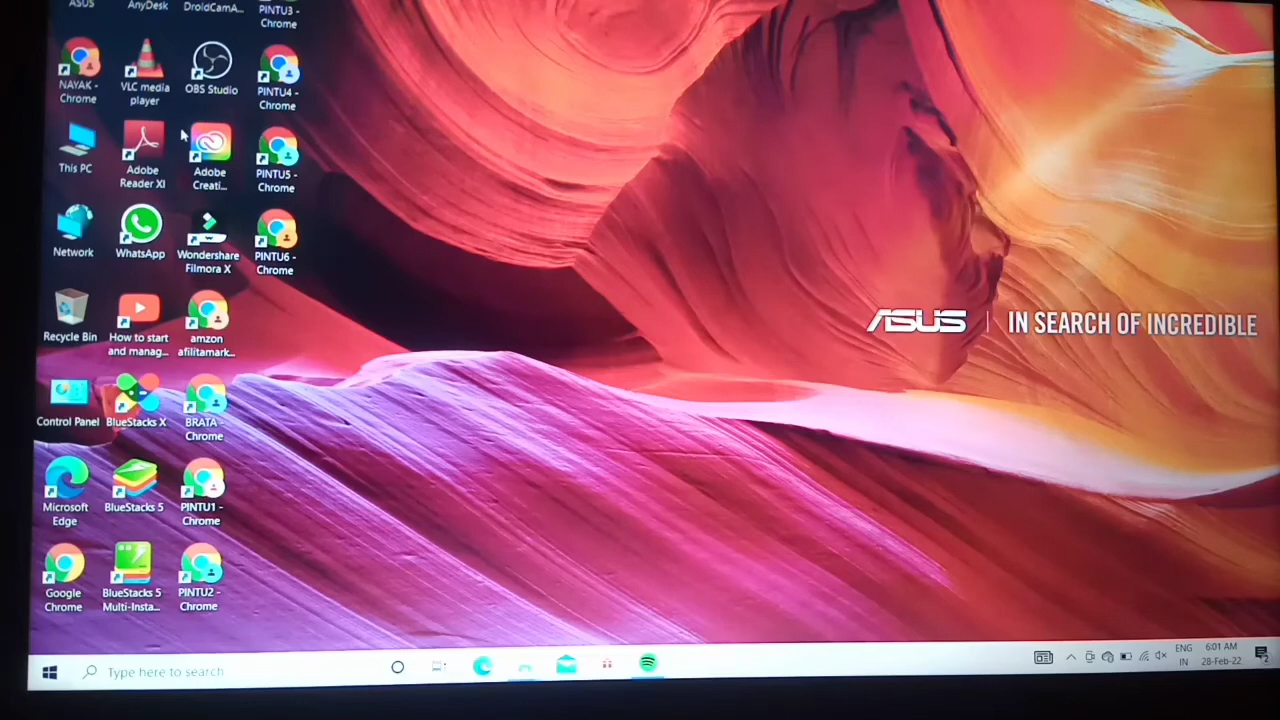 ASUS
AnyDesk
DroidCamA...
PINTU3 -
Chrome
NAYAK -
Chrome
VLC media
player
OBS Studio
PINTU4 -
Chrome
This PC
Adobe
Reader XI
Adobe
Creati...
PINTU5 -
Chrome
Network
WhatsApp
Wondershare
Filmora X
PINTU6 -
Chrome
Recycle Bin
How to start
and manag...
amzon
afilitamark...
Control Panel
BlueStacks X
BRATA -
Chrome
Microsoft
Edge
BlueStacks 5
PINTU1 -
Chrome
Google
Chrome
BlueStacks 5
Multi-Insta...
PINTU2 -
Chrome
ASUS | IN SEARCH OF INCREDIBLE
Type here to search
ENG
IN
6:01 AM
28-Feb-22
2